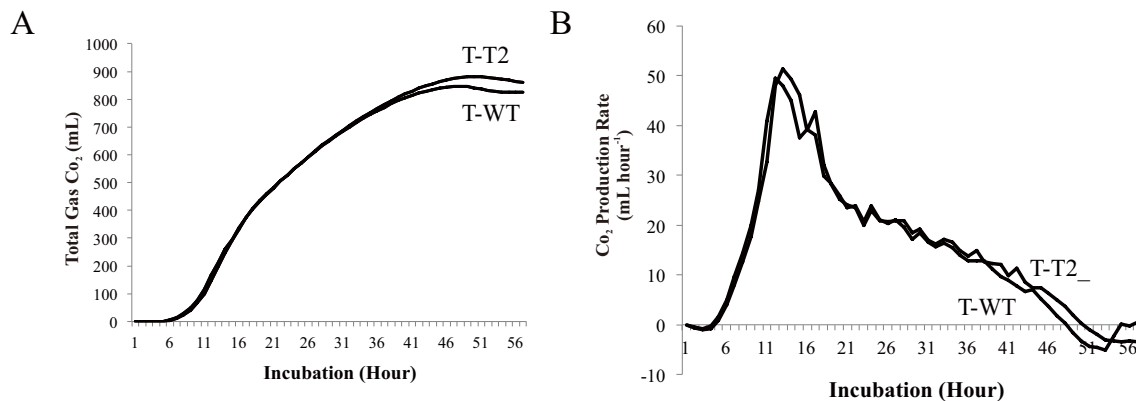 A
Total Gas Co₂ (mL)
1000
900
800
700
600
500
400
300
200
100
0
1 6 11 16 21 26 31 36 41 46 51 56
Incubation (Hour)
T-T2
T-WT
B
Co₂ Production Rate
(mL hour⁻¹)
60
50
40
30
20
10
0
-10
1 6 11 16 21 26 31 36 41 46 51 56
Incubation (Hour)
T-T2_
T-WT